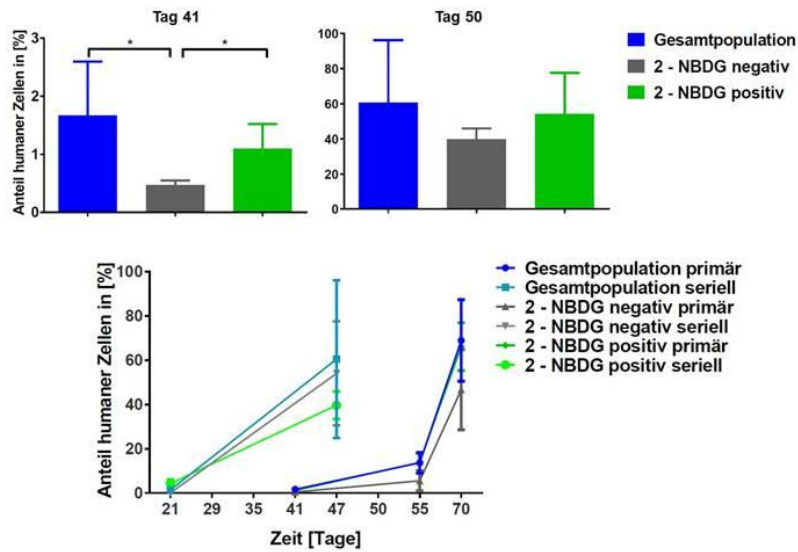 Tag 41
Anteil humaner Zellen in [%]
3
2
1
0
*
*
Tag 50
100
80
60
40
20
0
Gesamtpopulation
2 - NBDG negativ
2 - NBDG positiv
Anteil humaner Zellen in [%]
100
80
60
40
20
0
21 29 35 41 47 50 55 70
Zeit [Tage]
Gesamtpopulation primär
Gesamtpopulation seriell
2 - NBDG negativ primär
2 - NBDG negativ seriell
2 - NBDG positiv primär
2 - NBDG positiv seriell